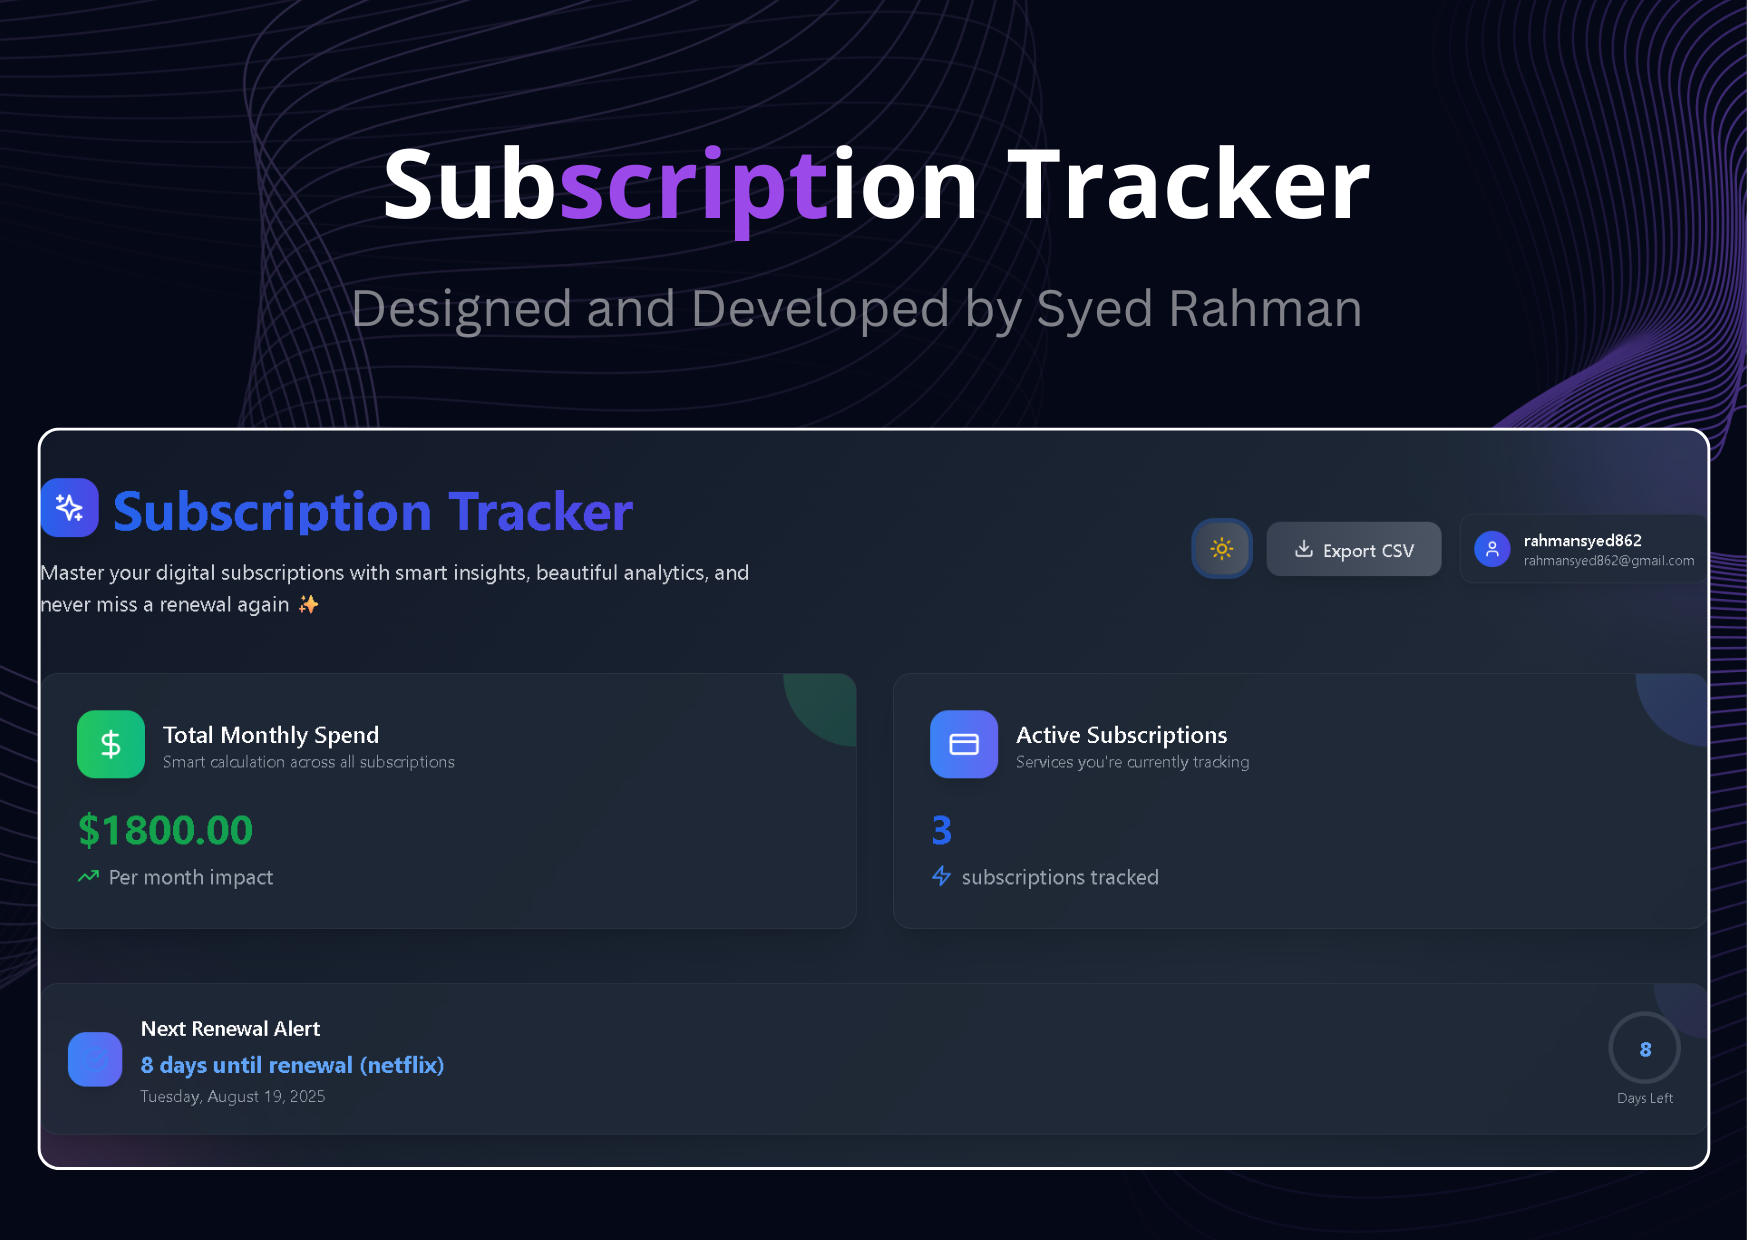 Subscription Tracker
Designed and Developed by Syed Rahman
Subscription Tracker
Master your digital subscriptions with smart insights, beautiful analytics, and
never miss a renewal again ✨
Export CSV
rahmansyed862
rahmansyed862@gmail.com
Total Monthly Spend
Smart calculation across all subscriptions
$1800.00
Per month impact
Active Subscriptions
Services you're currently tracking
3
subscriptions tracked
Next Renewal Alert
8 days until renewal (netflix)
Tuesday, August 19, 2025
8
Days Left